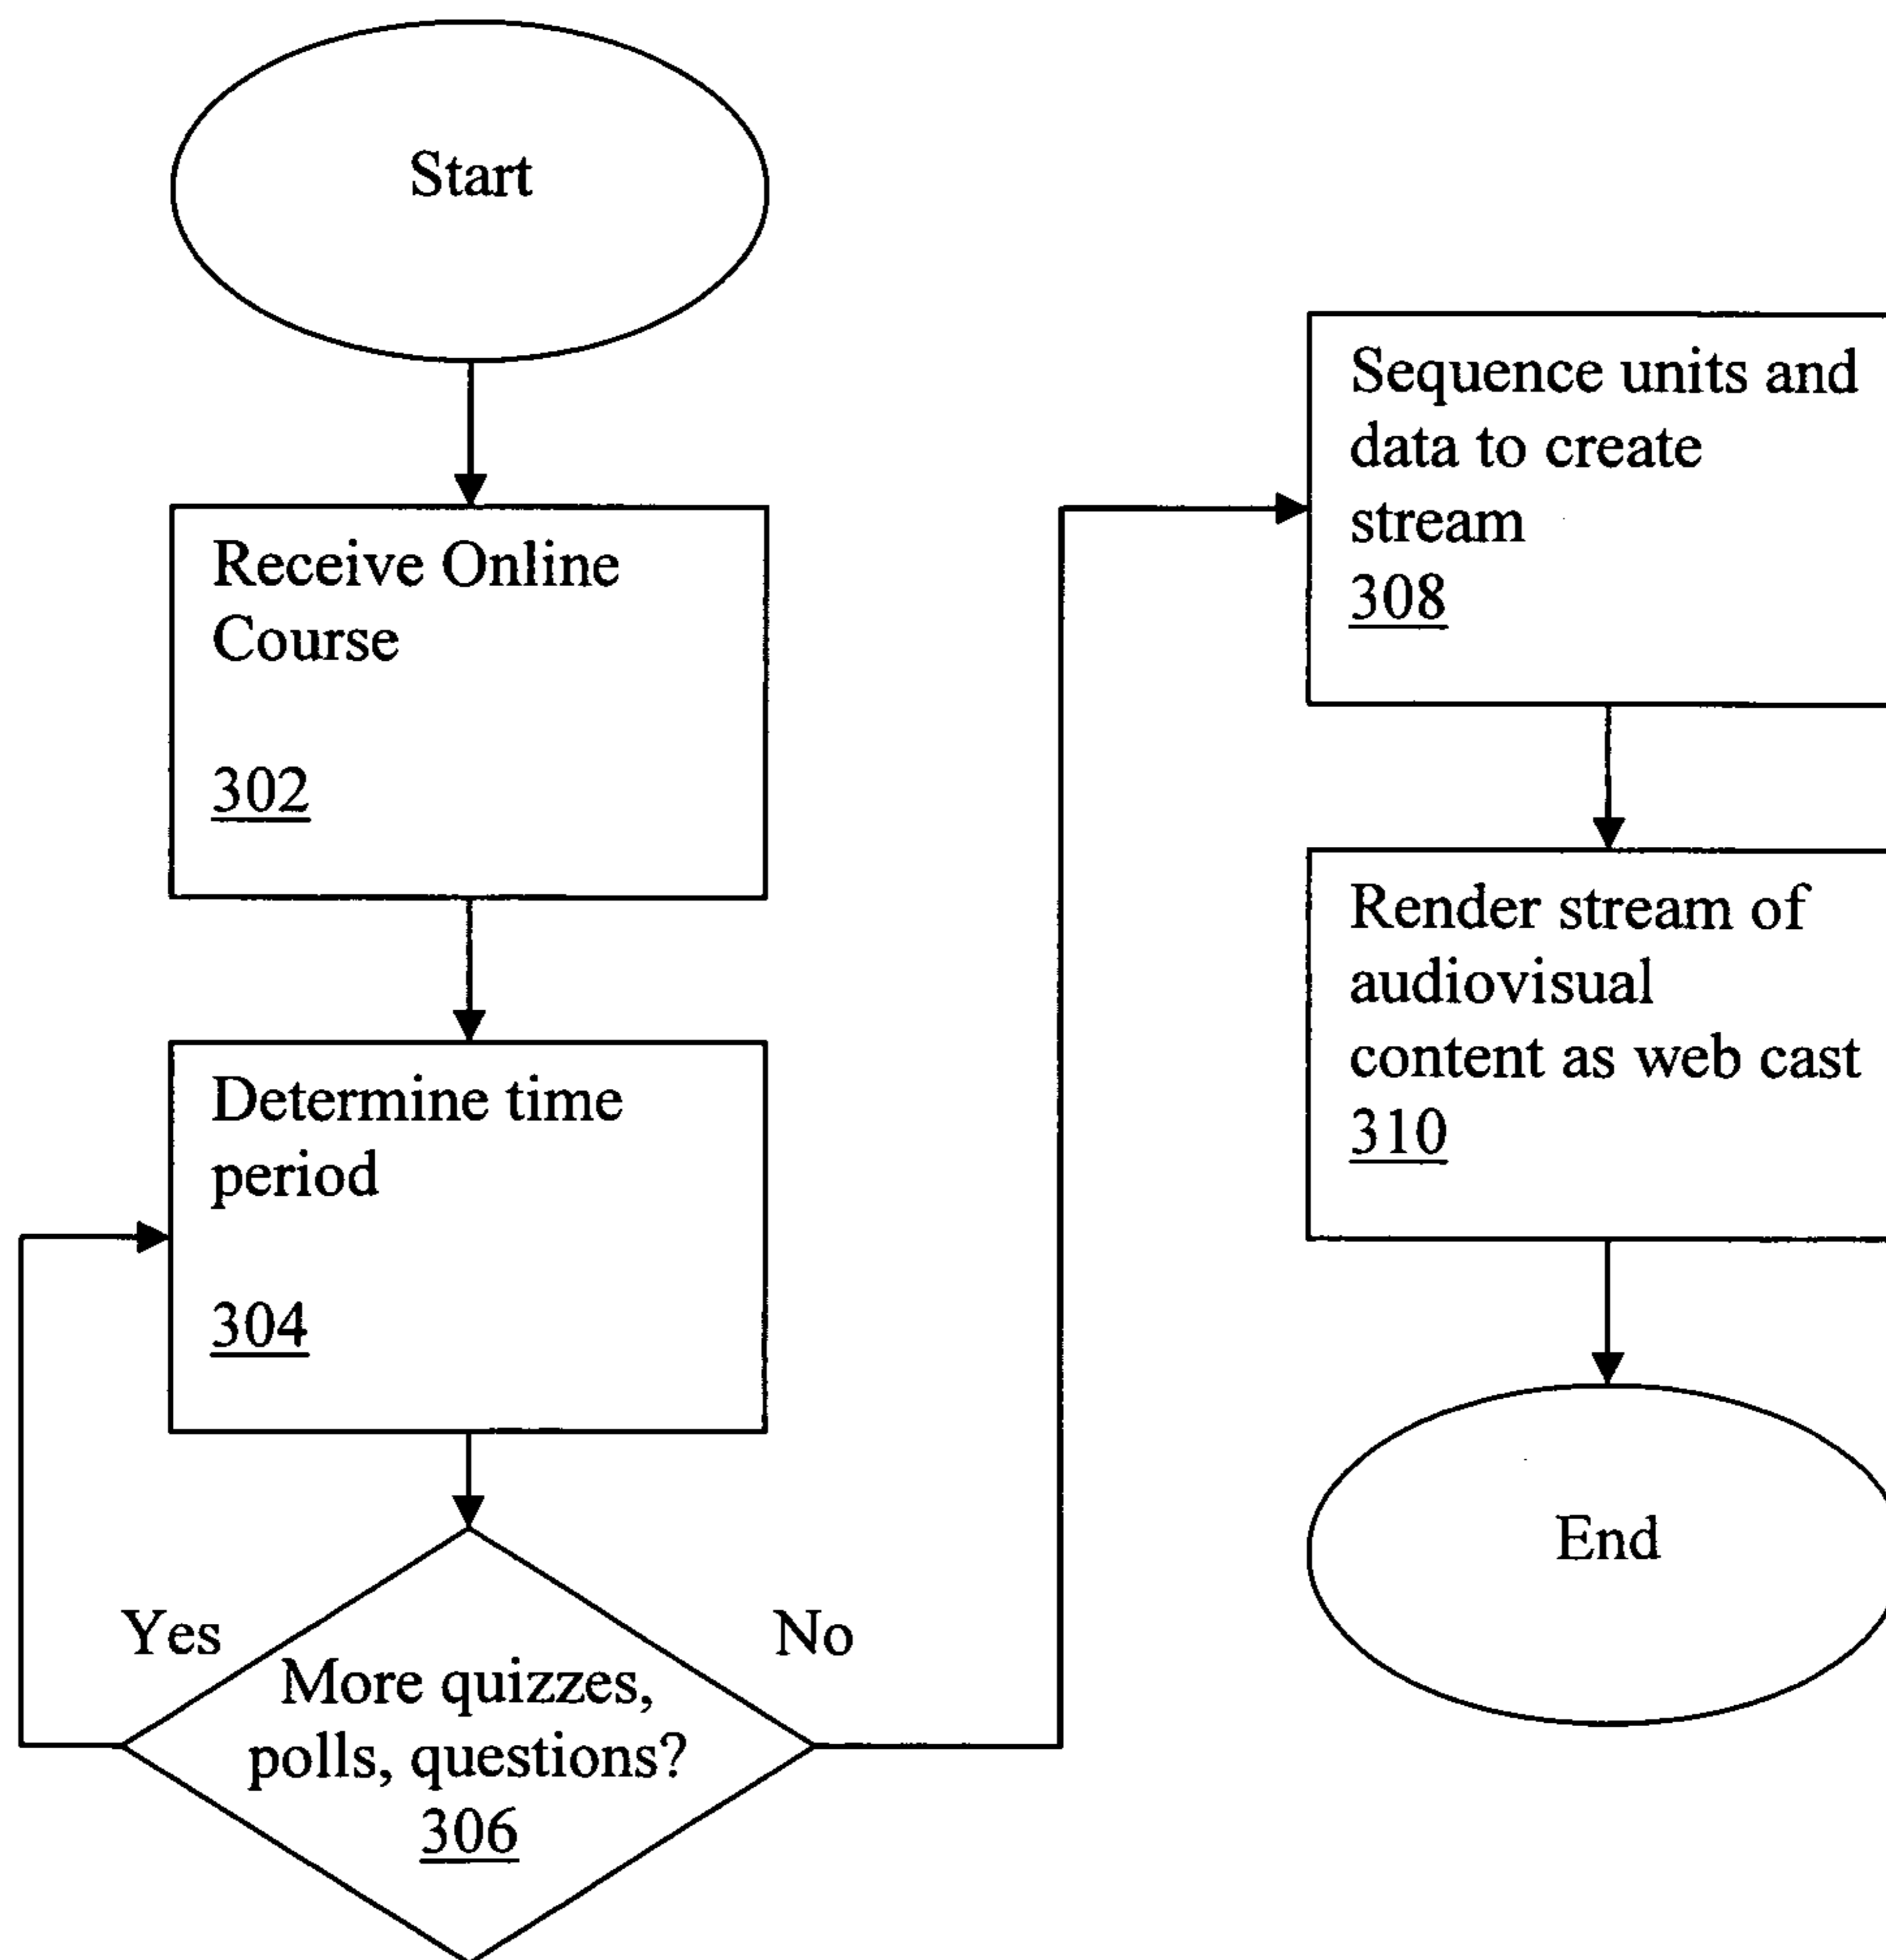 Start
Receive Online
Course
302
Determine time
period
304
Yes
No
More quizzes,
polls, questions?
306
Sequence units and
data to create
stream
308
Render stream of
audiovisual
content as web cast
310
End